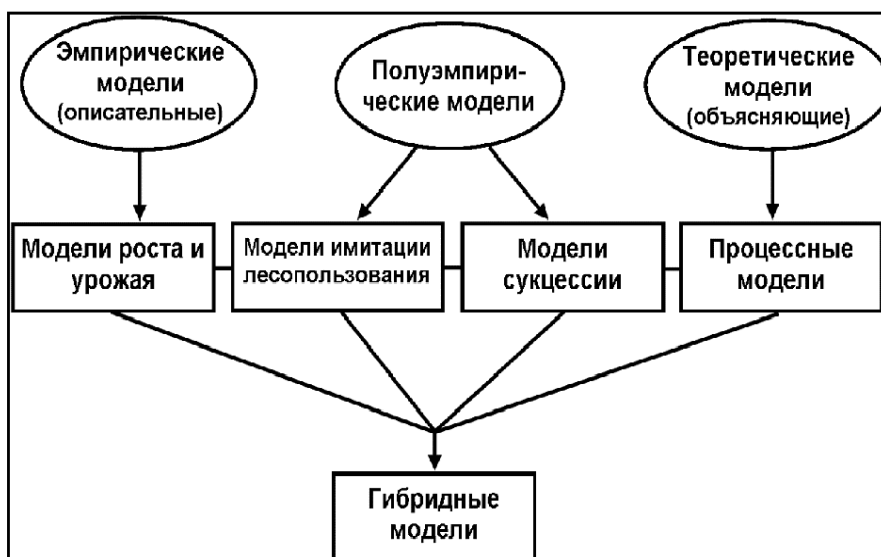 Эмпирические
модели
(описательные)
Полуэмпири-
ческие модели
Теоретические
модели
(объясняющие)
Модели роста и
урожая
Модели имитации
лесопользования
Модели
сукцессии
Процессные
модели
Гибридные
модели